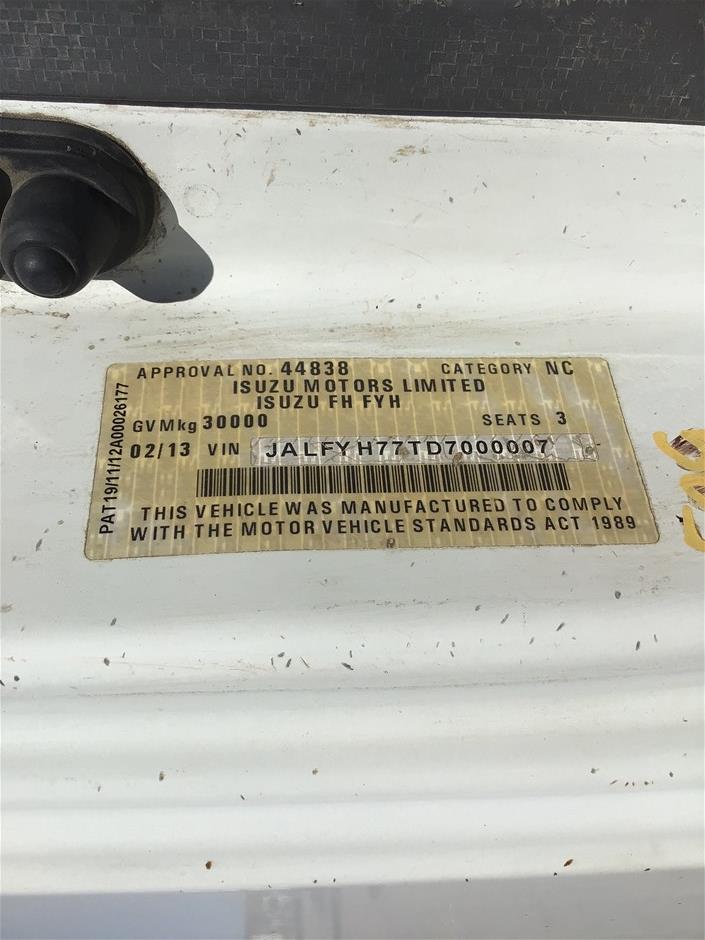 APPROVAL NO. 44838 CATEGORY NC
ISUZU MOTORS LIMITED
ISUZU FH FYH
GVMkg 30000 SEATS 3
02/13 VIN JALFYH77TD7000007
THIS VEHICLE WAS MANUFACTURED TO COMPLY
WITH THE MOTOR VEHICLE STANDARDS ACT 1989
PAT19/11/12A00026177